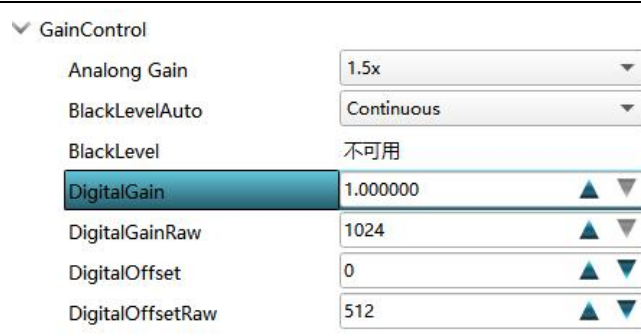 GainControl
Analong Gain 1.5x
BlackLevelAuto Continuous
BlackLevel 不可用
DigitalGain 1.000000
DigitalGainRaw 1024
DigitalOffset 0
DigitalOffsetRaw 512